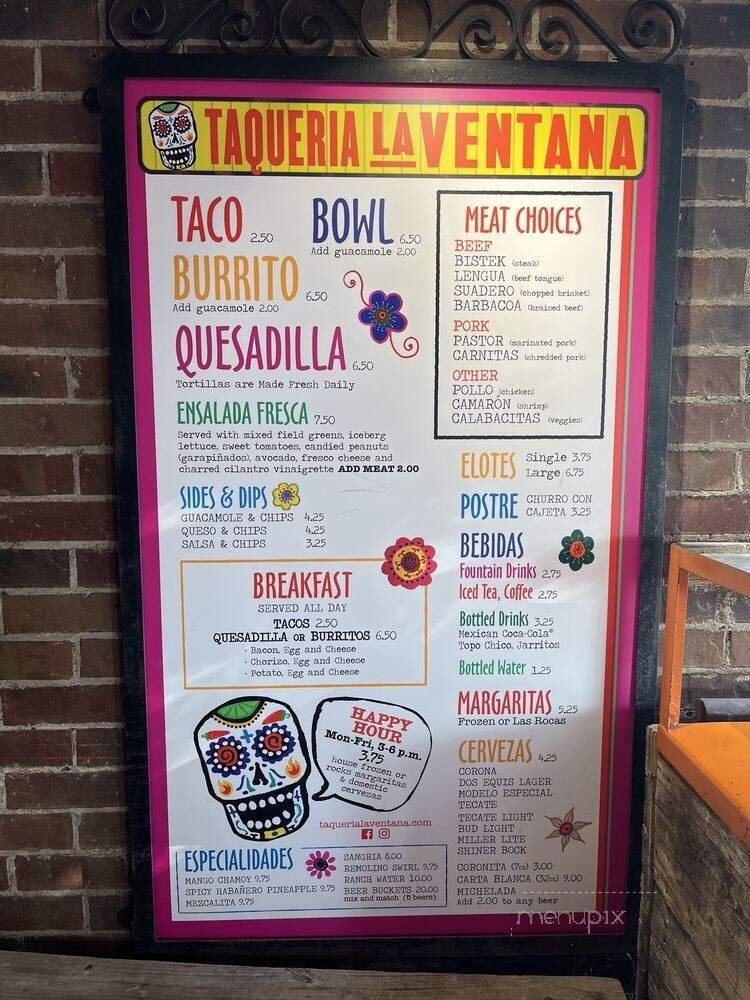 TAQUERIA LA VENTANA
TACO 2.50
BOWL 6.50
Add guacamole 2.00
BURRITO 6.50
Add guacamole 2.00
QUESADILLA 6.50
Tortillas are Made Fresh Daily
ENSALADA FRESCA 7.50
Served with mixed field greens, iceberg
lettuce, sweet tomatoes, candied peanuts
(garapiñados), avocado, fresco cheese and
charred cilantro vinaigrette ADD MEAT 2.00
SIDES & DIPS
GUACAMOLE & CHIPS 4.25
QUESO & CHIPS 4.25
SALSA & CHIPS 3.25
BREAKFAST
SERVED ALL DAY
TACOS 2.50
QUESADILLA OR BURRITOS 6.50
· Bacon, Egg and Cheese
· Chorizo, Egg and Cheese
· Potato, Egg and Cheese
HAPPY
HOUR
Mon-Fri, 3-6 p.m.
3.75
house frozen or
rocks margaritas
& domestic
cervezas
taquerialaventana.com
ESPECIALIDADES
MANGO CHAMOY 9.75
SPICY HABAÑERO PINEAPPLE 9.75
MEZCALITA 9.75
SANGRIA 8.00
REMOLINO SWIRL 9.75
RANCH WATER 10.00
BEER BUCKETS 20.00
mix and match (5 beers)
MEAT CHOICES
BEEF
BISTEK (steak)
LENGUA (beef tongue)
SUADERO (chopped brisket)
BARBACOA (braised beef)
PORK
PASTOR (marinated pork)
CARNITAS (shredded pork)
OTHER
POLLO (chicken)
CAMARÓN (shrimp)
CALABACITAS (veggies)
ELOTES Single 3.75
Large 6.75
POSTRE CHURRO CON
CAJETA 3.25
BEBIDAS
Fountain Drinks 2.75
Iced Tea, Coffee 2.75
Bottled Drinks 3.25
Mexican Coca-Cola®
Topo Chico, Jarritos
Bottled Water 1.25
MARGARITAS 5.25
Frozen or Las Rocas
CERVEZAS 4.25
CORONA
DOS EQUIS LAGER
MODELO ESPECIAL
TECATE
TECATE LIGHT
BUD LIGHT
MILLER LITE
SHINER BOCK
CORONITA (7oz) 3.00
CARTA BLANCA (32oz) 9.00
MICHELADA
Add 2.00 to any beer
menupix